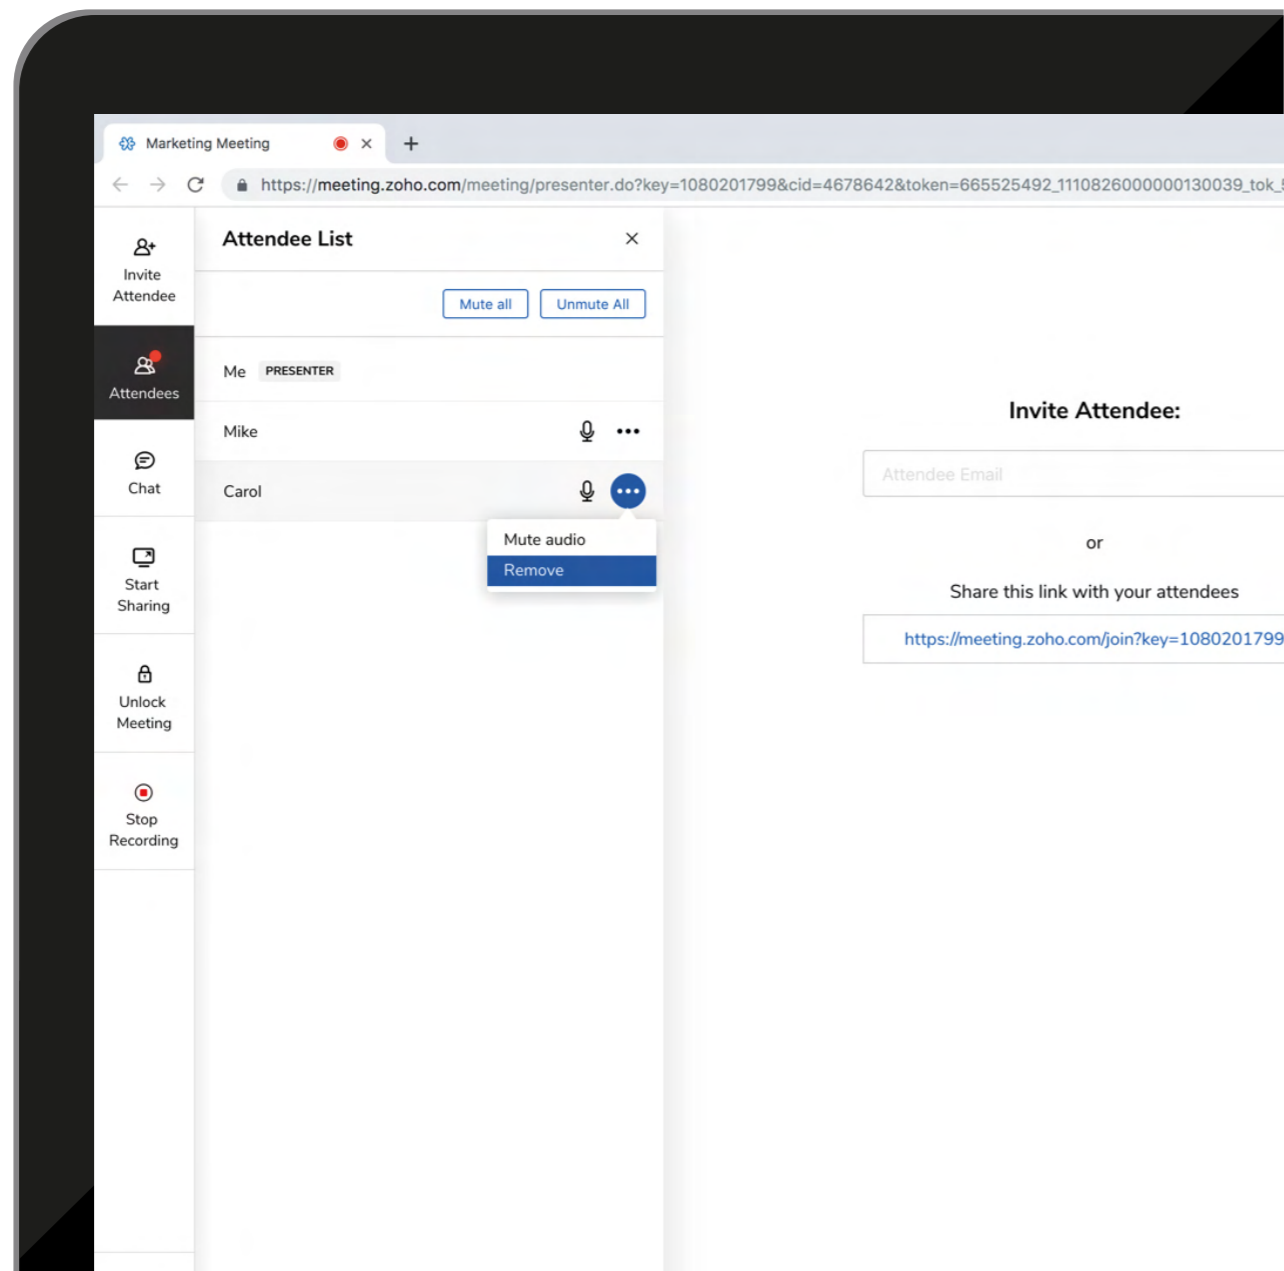 Marketing Meeting
https://meeting.zoho.com/meeting/presenter.do?key=1080201799&cid=4678642&token=665525492_1110826000000130039_tok_
Invite
Attendee
Attendees
Chat
Start
Sharing
Unlock
Meeting
Stop
Recording
Attendee List
Mute all
Unmute All
Me PRESENTER
Mike
Carol
Mute audio
Remove
Invite Attendee:
Attendee Email
or
Share this link with your attendees
https://meeting.zoho.com/join?key=1080201799